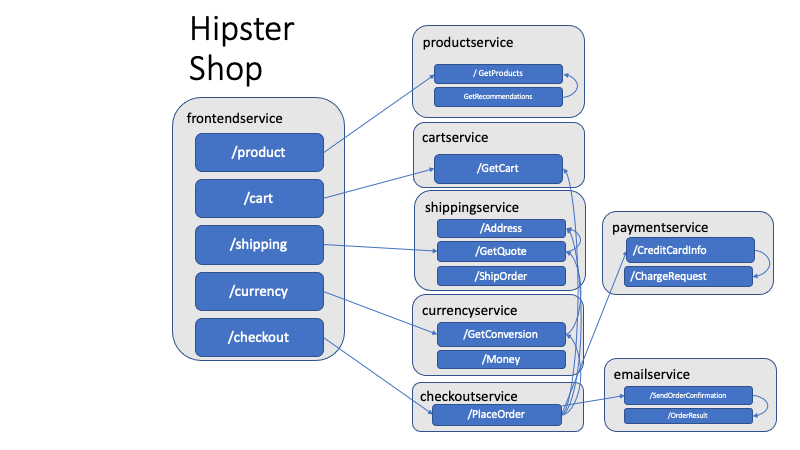 Hipster
Shop
frontendservice
/product
/cart
/shipping
/currency
/checkout
productservice
/ GetProducts
GetRecommendations
cartservice
/GetCart
shippingservice
/Address
/GetQuote
/ShipOrder
currencyservice
/GetConversion
/Money
checkoutservice
/PlaceOrder
paymentservice
/CreditCardInfo
/ChargeRequest
emailservice
/SendOrderConfirmation
/OrderResult